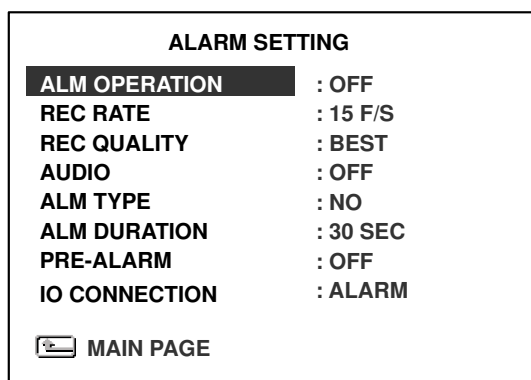 ALARM SETTING
ALM OPERATION : OFF
REC RATE : 15 F/S
REC QUALITY : BEST
AUDIO : OFF
ALM TYPE : NO
ALM DURATION : 30 SEC
PRE-ALARM : OFF
IO CONNECTION : ALARM
MAIN PAGE